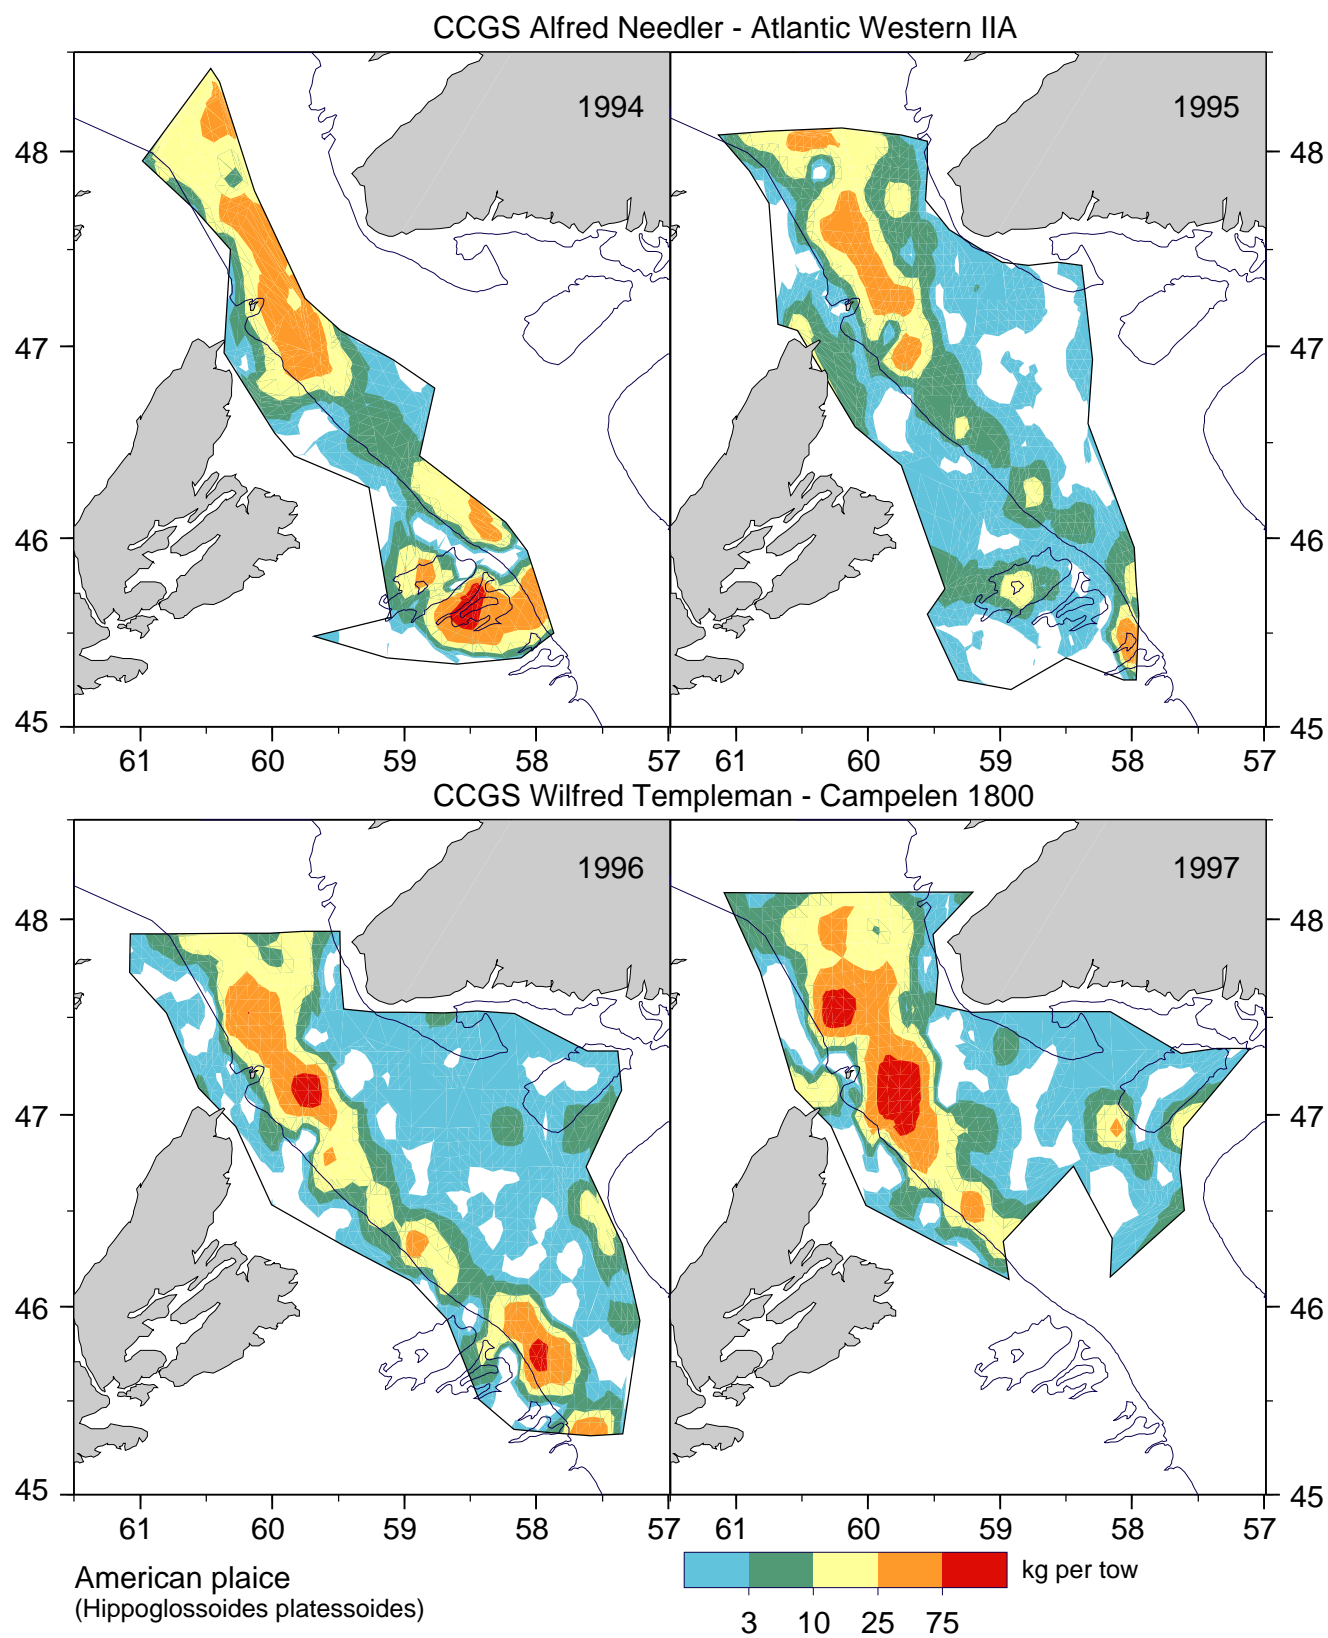 CCGS Alfred Needler - Atlantic Western IIA
1994
1995
48
48
47
47
46
46
45
45
61 60 59 58 57
61 60 59 58 57
CCGS Wilfred Templeman - Campelen 1800
1996
1997
48
48
47
47
46
46
45
45
61 60 59 58 57
61 60 59 58 57
American plaice
(Hippoglossoides platessoides)
kg per tow
3 10 25 75